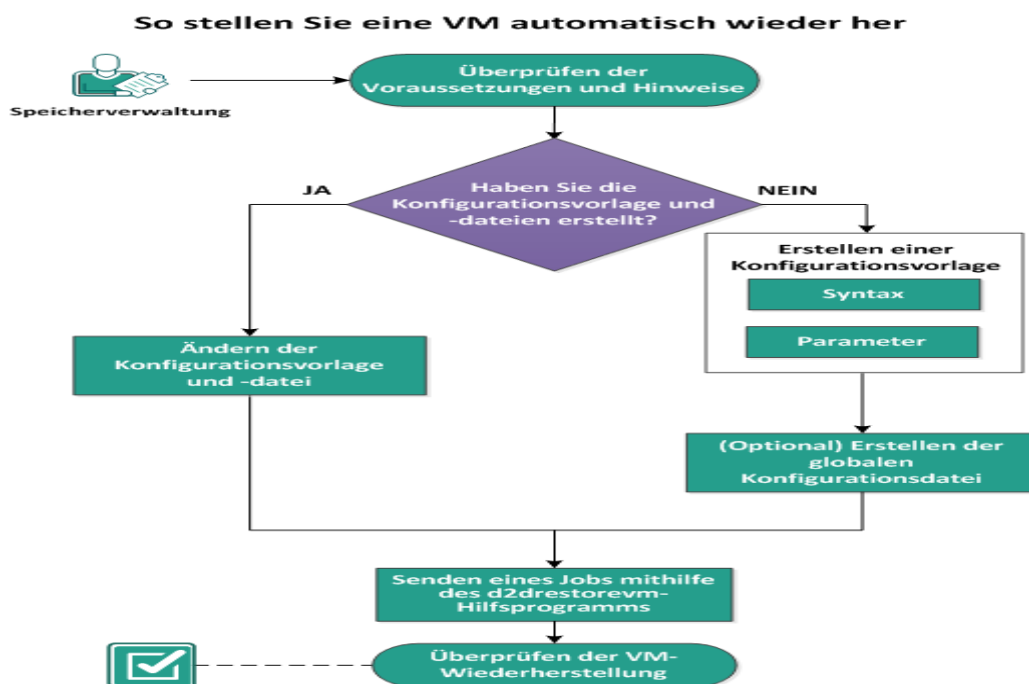 So stellen Sie eine VM automatisch wieder her
Überprüfen der
Voraussetzungen und Hinweise
Speicherverwaltung
JA
Haben Sie die
Konfigurationsvorlage und
-dateien erstellt?
NEIN
Erstellen einer
Konfigurationsvorlage
Syntax
Parameter
Ändern der
Konfigurationsvorlage
und -datei
(Optional) Erstellen der
globalen
Konfigurationsdatei
Senden eines Jobs mithilfe
des d2drestorevm-
Hilfsprogramms
Überprüfen der VM-
Wiederherstellung